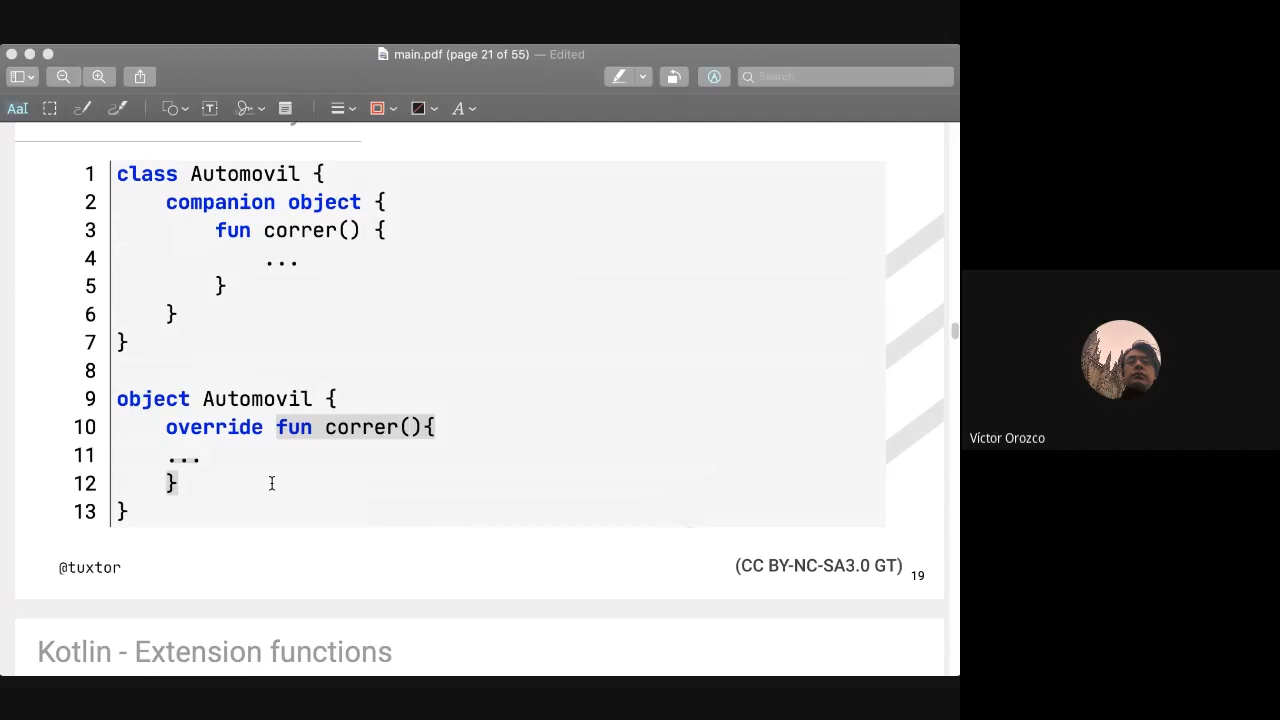 main.pdf (page 21 of 55) — Edited
Search
AaI
T
A
1 class Automovil {
2 companion object {
3 fun correr() {
4 ...
5 }
6 }
7 }
8
9 object Automovil {
10 override fun correr(){
11 ...
12 }
13 }
@tuxtor
(CC BY-NC-SA3.0 GT) 19
Kotlin - Extension functions
Víctor Orozco